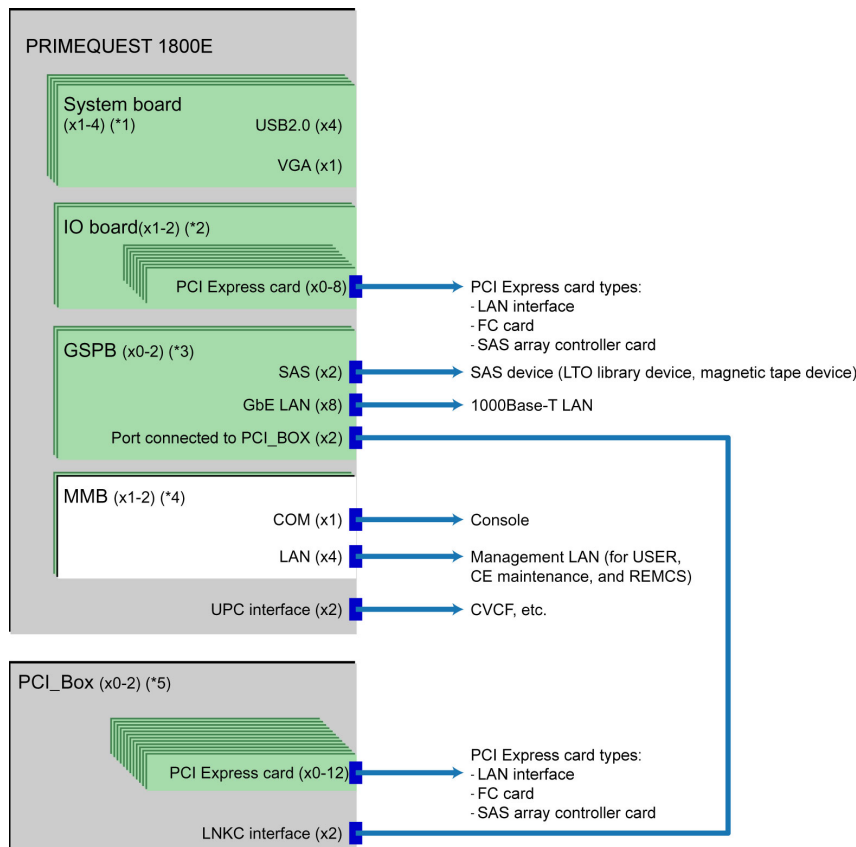 PRIMEQUEST 1800E
System board
(x1-4) (*1)
USB2.0 (x4)
VGA (x1)
IO board(x1-2) (*2)
PCI Express card (x0-8)
PCI Express card types:
- LAN interface
- FC card
- SAS array controller card
GSPB (x0-2) (*3)
SAS (x2)
SAS device (LTO library device, magnetic tape device)
GbE LAN (x8)
1000Base-T LAN
Port connected to PCI_BOX (x2)
MMB (x1-2) (*4)
COM (x1)
Console
LAN (x4)
Management LAN (for USER,
CE maintenance, and REMCS)
UPC interface (x2)
CVCF, etc.
PCI_Box (x0-2) (*5)
PCI Express card (x0-12)
PCI Express card types:
- LAN interface
- FC card
- SAS array controller card
LNKC interface (x2)